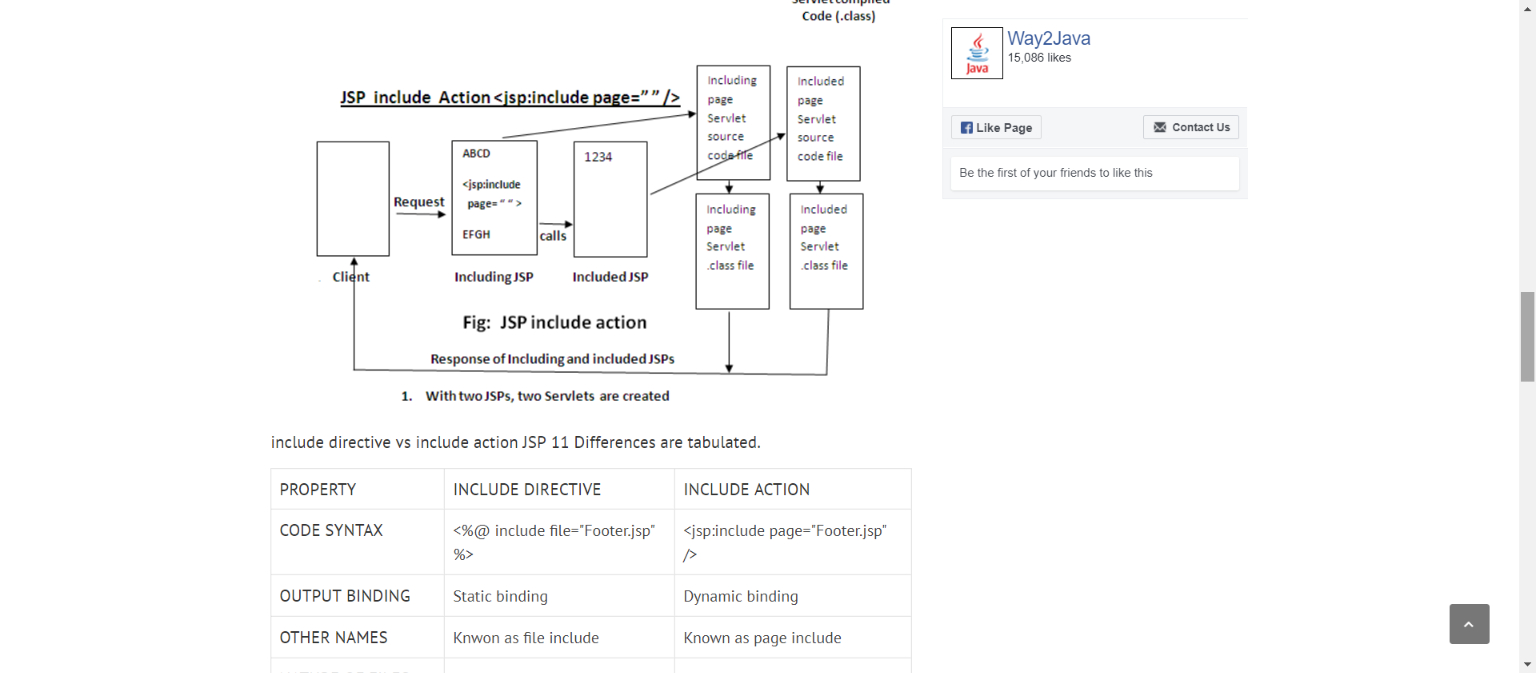 Servlet compiled
Code (.class)
JSP include Action <jsp:include page=”” />
Including
page
Servlet
source
code file
Included
page
Servlet
source
code file
ABCD
<jsp:include
page= “ “ >
EFGH
1234
Request
calls
Including
page
Servlet
.class file
Included
page
Servlet
.class file
Client
Including JSP
Included JSP
Fig: JSP include action
Response of Including and included JSPs
1. With two JSPs, two Servlets are created
include directive vs include action JSP 11 Differences are tabulated.
PROPERTY INCLUDE DIRECTIVE INCLUDE ACTION
CODE SYNTAX <%@ include file="Footer.jsp" <jsp:include page="Footer.jsp"
%> />
OUTPUT BINDING Static binding Dynamic binding
OTHER NAMES Knwon as file include Known as page include
Java
Way2Java
15,086 likes
Like Page
Contact Us
Be the first of your friends to like this